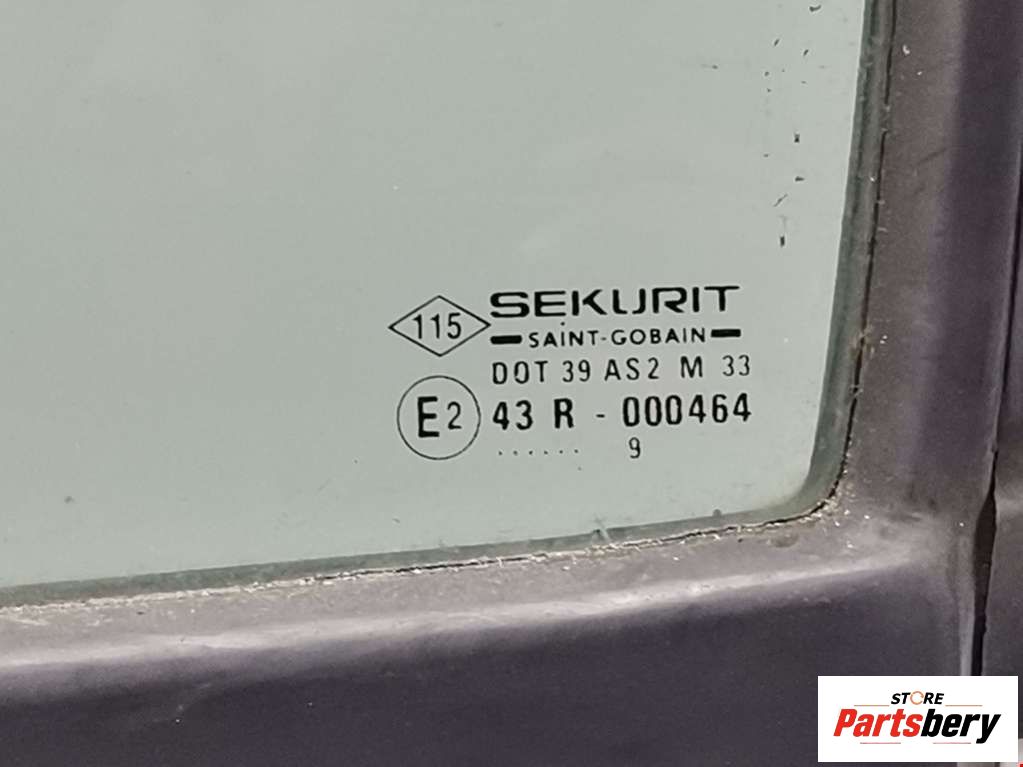 115
SEKURIT
SAINT-GOBAIN
DOT 39 AS2 M 33
E2 43 R - 000464
...... 9
STORE
Partsbery